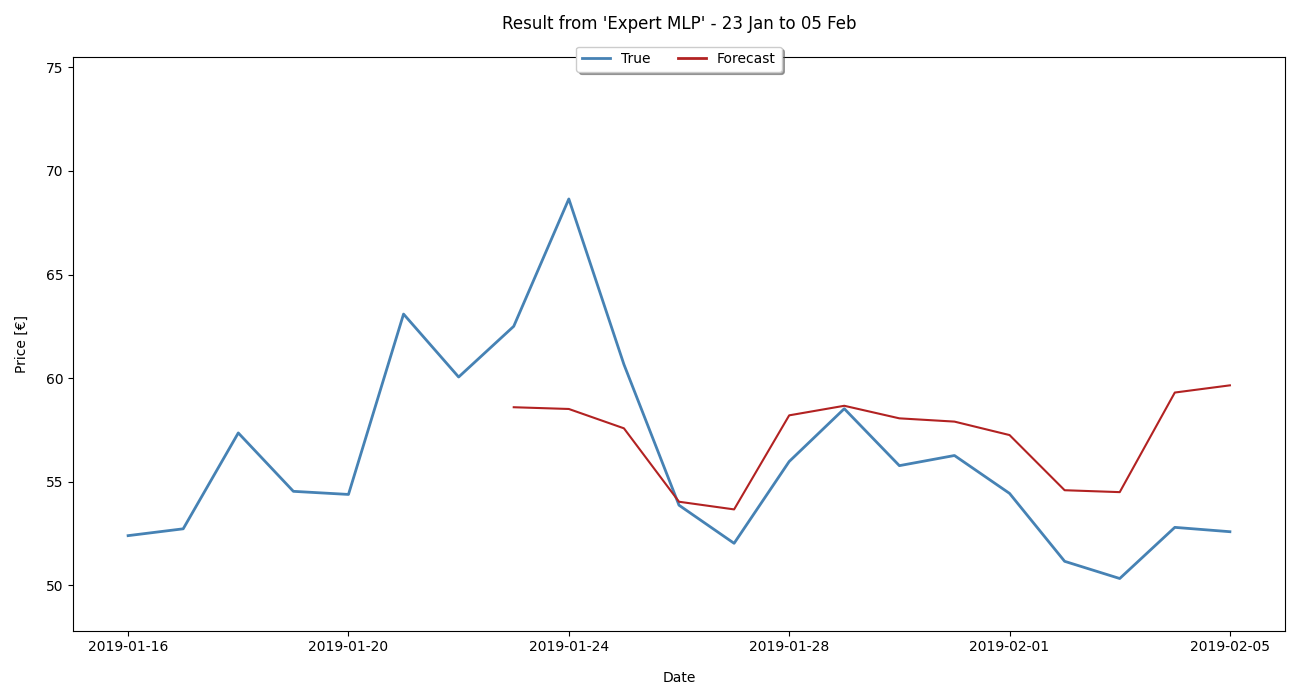 Result from 'Expert MLP' - 23 Jan to 05 Feb
True Forecast
75
70
65
60
55
50
Price [€]
2019-01-16 2019-01-20 2019-01-24 2019-01-28 2019-02-01 2019-02-05
Date